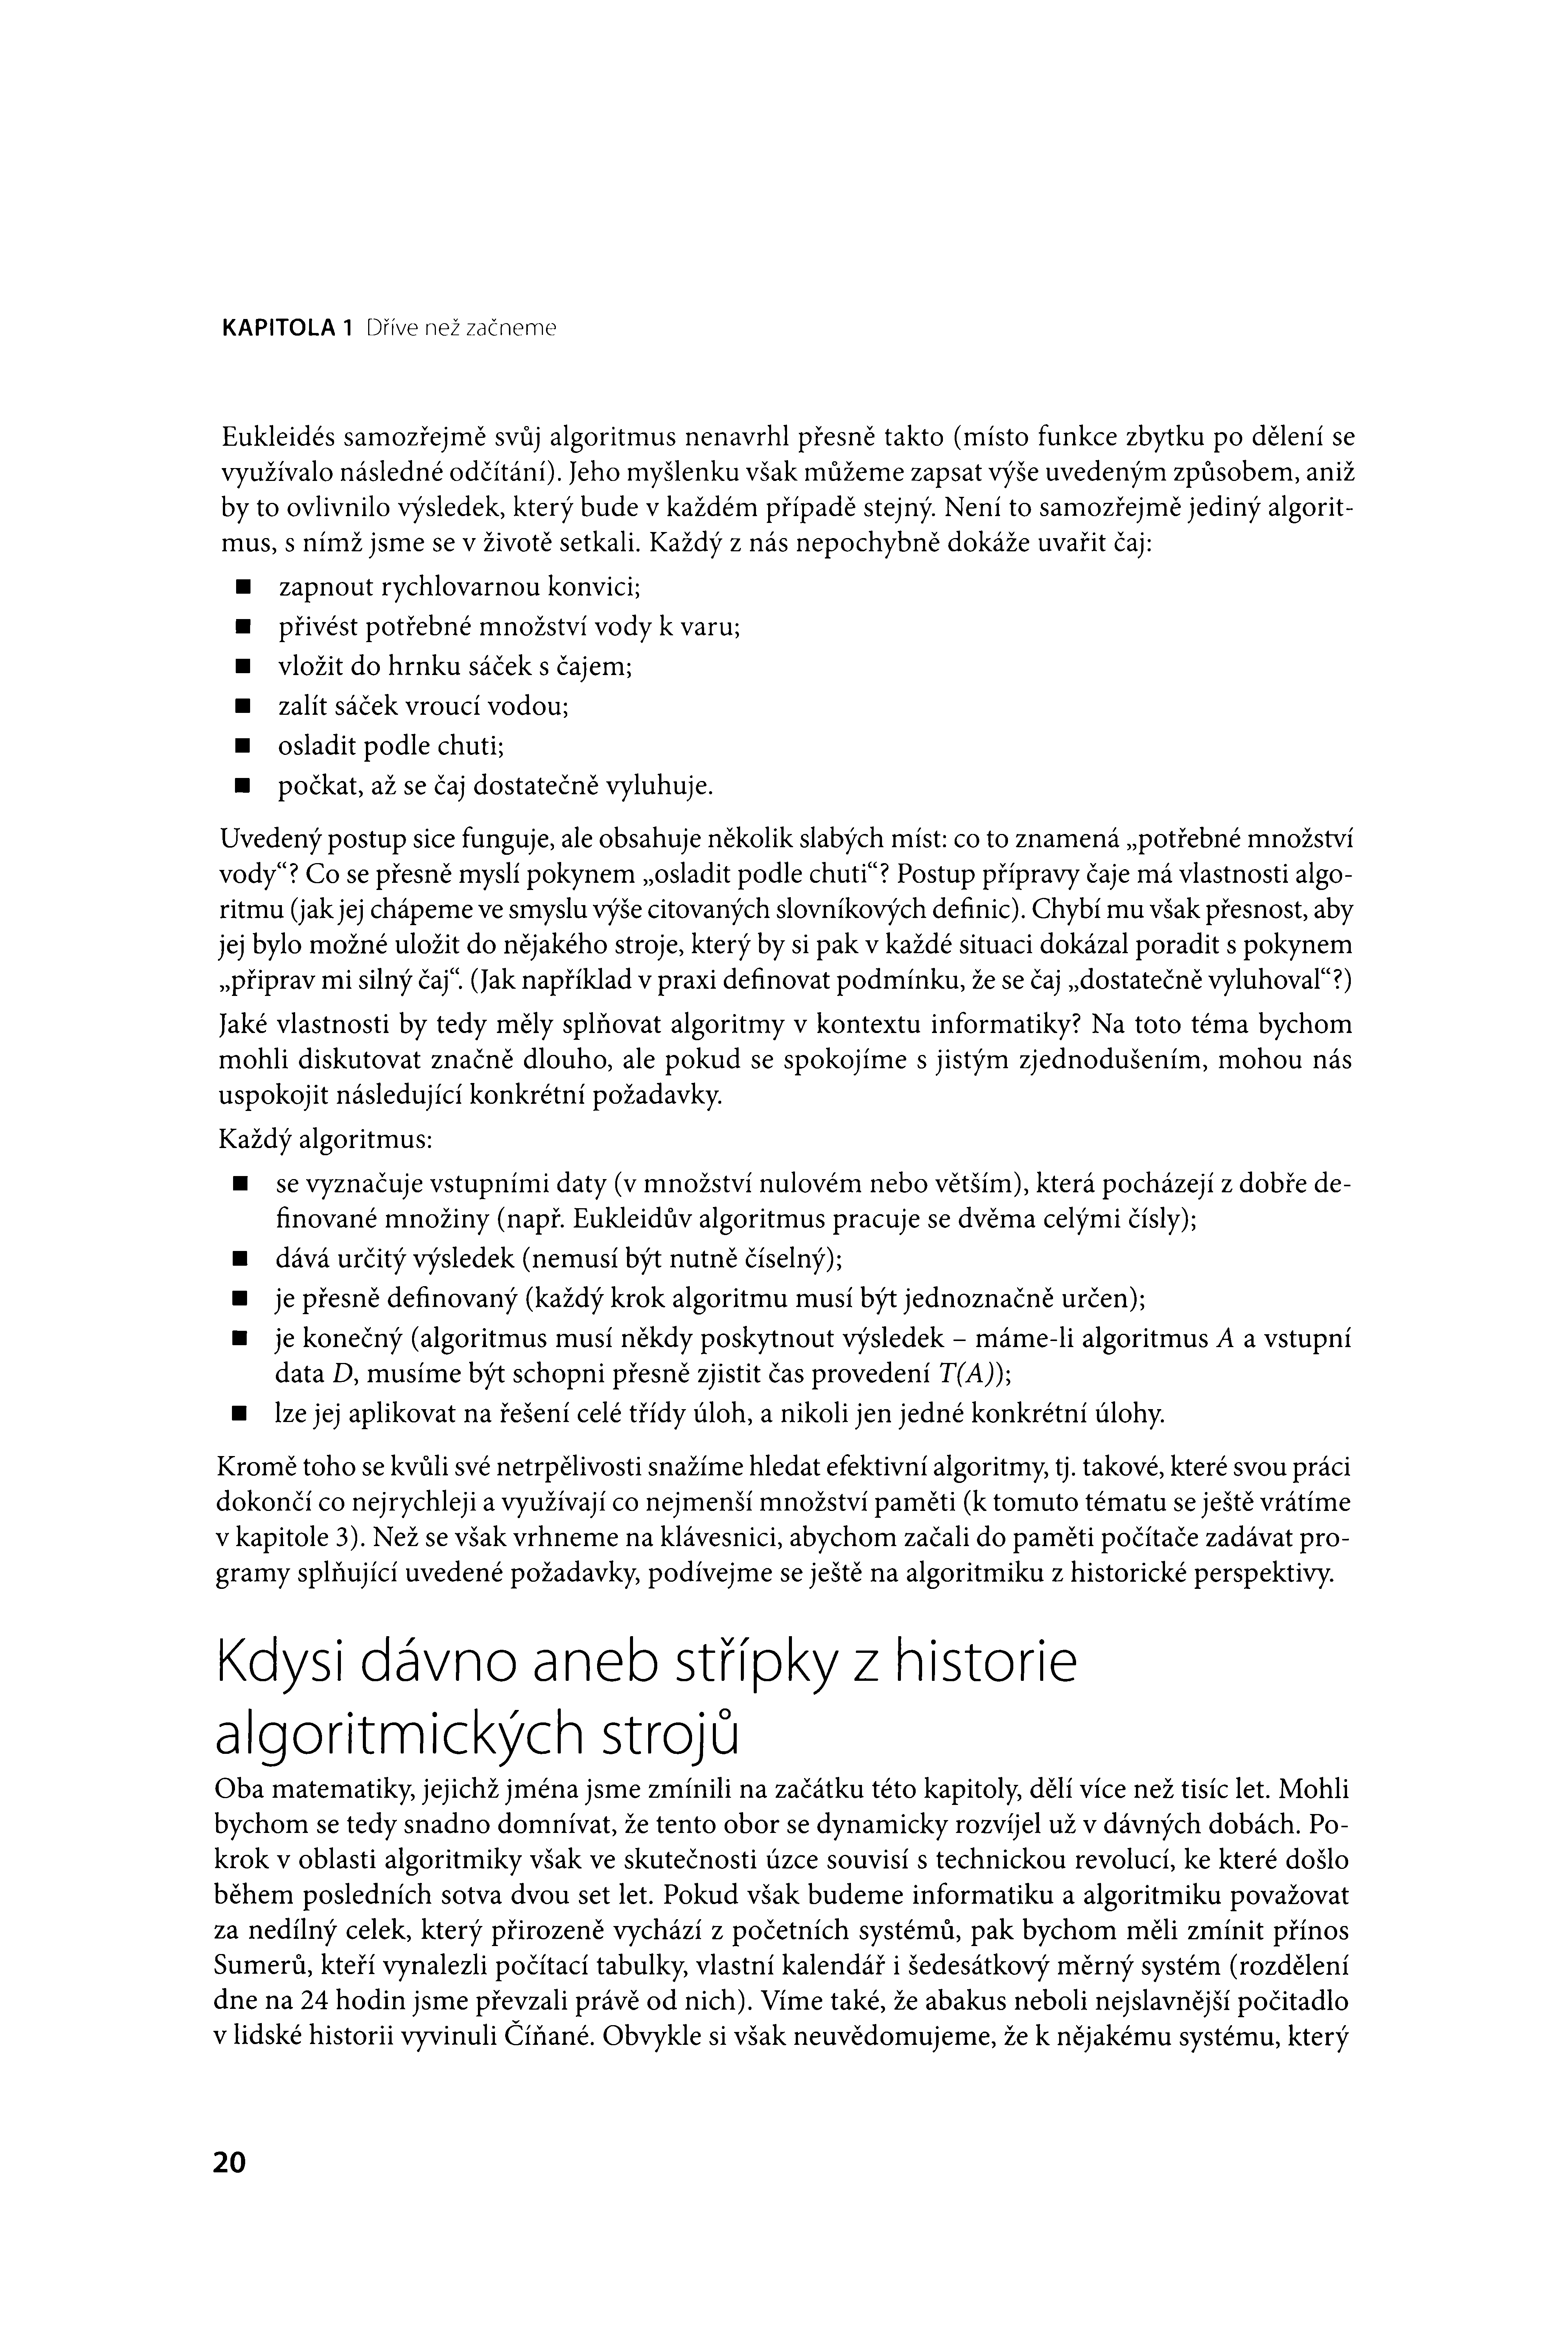 KAPITOLA 1 Dříve než začneme
Eukleidés samozřejmě svůj algoritmus nenavrhl přesně takto (místo funkce zbytku po dělení se
využívalo následné odčítání). Jeho myšlenku však můžeme zapsat výše uvedeným způsobem, aniž
by to ovlivnilo výsledek, který bude v každém případě stejný. Není to samozřejmě jediný algorit-
mus, s nímž jsme se v životě setkali. Každý z nás nepochybně dokáže uvařit čaj:
■ zapnout rychlovarnou konvici;
■ přivést potřebné množství vody k varu;
■ vložit do hrnku sáček s čajem;
■ zalít sáček vroucí vodou;
■ osladit podle chuti;
■ počkat, až se čaj dostatečně vyluhuje.
Uvedený postup sice funguje, ale obsahuje několik slabých míst: co to znamená „potřebné množství
vody“? Co se přesně myslí pokynem „osladit podle chuti“? Postup přípravy čaje má vlastnosti algo-
ritmu (jak jej chápeme ve smyslu výše citovaných slovníkových definic). Chybí mu však přesnost, aby
jej bylo možné uložit do nějakého stroje, který by si pak v každé situaci dokázal poradit s pokynem
„připrav mi silný čaj“. (Jak například v praxi definovat podmínku, že se čaj „dostatečně vyluhoval“?)
Jaké vlastnosti by tedy měly splňovat algoritmy v kontextu informatiky? Na toto téma bychom
mohli diskutovat značně dlouho, ale pokud se spokojíme s jistým zjednodušením, mohou nás
uspokojit následující konkrétní požadavky.
Každý algoritmus:
■ se vyznačuje vstupními daty (v množství nulovém nebo větším), která pocházejí z dobře de-
finované množiny (např. Eukleidův algoritmus pracuje se dvěma celými čísly);
■ dává určitý výsledek (nemusí být nutně číselný);
■ je přesně definovaný (každý krok algoritmu musí být jednoznačně určen);
■ je konečný (algoritmus musí někdy poskytnout výsledek – máme-li algoritmus A a vstupní
data D, musíme být schopni přesně zjistit čas provedení T(A));
■ lze jej aplikovat na řešení celé třídy úloh, a nikoli jen jedné konkrétní úlohy.
Kromě toho se kvůli své netrpělivosti snažíme hledat efektivní algoritmy, tj. takové, které svou práci
dokončí co nejrychleji a využívají co nejmenší množství paměti (k tomuto tématu se ještě vrátíme
v kapitole 3). Než se však vrhneme na klávesnici, abychom začali do paměti počítače zadávat pro-
gramy splňující uvedené požadavky, podívejme se ještě na algoritmiku z historické perspektivy.
Kdysi dávno aneb střípky z historie
algoritmických strojů
Oba matematiky, jejichž jména jsme zmínili na začátku této kapitoly, dělí více než tisíc let. Mohli
bychom se tedy snadno domnívat, že tento obor se dynamicky rozvíjel už v dávných dobách. Po-
krok v oblasti algoritmiky však ve skutečnosti úzce souvisí s technickou revolucí, ke které došlo
během posledních sotva dvou set let. Pokud však budeme informatiku a algoritmiku považovat
za nedílný celek, který přirozeně vychází z početních systémů, pak bychom měli zmínit přínos
Sumerů, kteří vynalezli počítací tabulky, vlastní kalendář i šedesátkový měrný systém (rozdělení
dne na 24 hodin jsme převzali právě od nich). Víme také, že abakus neboli nejslavnější počitadlo
v lidské historii vyvinuli Číňané. Obvykle si však neuvědomujeme, že k nějakému systému, který
20